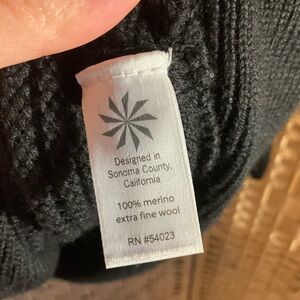 Designed in
Sonoma County,
California
100% merino
extra fine wool
RN #54023